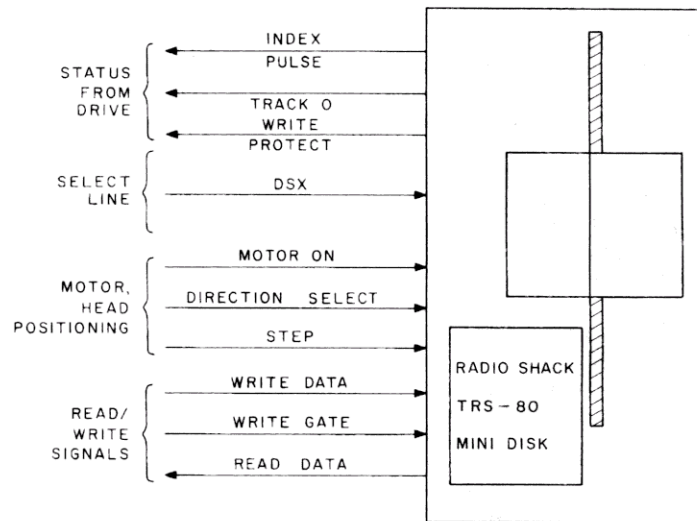 STATUS
FROM
DRIVE
INDEX
PULSE
TRACK 0
WRITE
PROTECT
SELECT
LINE
DSX
MOTOR,
HEAD
POSITIONING
MOTOR ON
DIRECTION SELECT
STEP
READ/
WRITE
SIGNALS
WRITE DATA
WRITE GATE
READ DATA
RADIO SHACK
TRS-80
MINI DISK